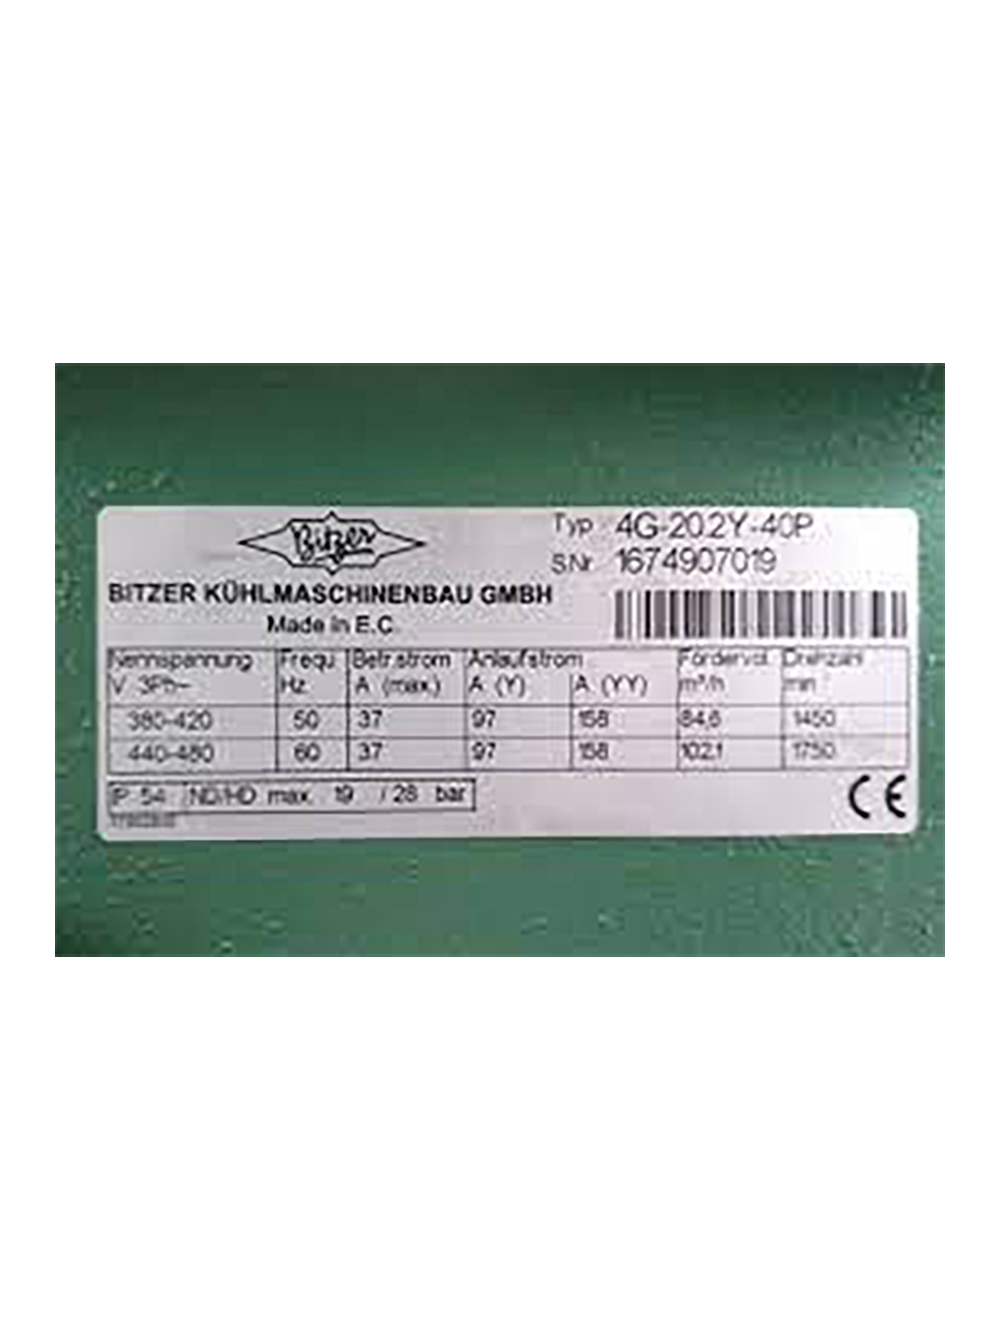 Bitzer
Typ 4G-20.2Y-40P
S.Nr 1674907019
BITZER KÜHLMASCHINENBAU GMBH
Made in E.C.
Nennspannung Frequ. Betr.strom Anlaufstrom Fördervol. Drehzahl
V 3Ph~ Hz A (max.) A (Y) A (YY) m³/h min
380-420 50 37 97 158 84,6 1450
440-480 60 37 97 158 102,1 1750
IP 54 ND/HD max. 19 / 28 bar
CE